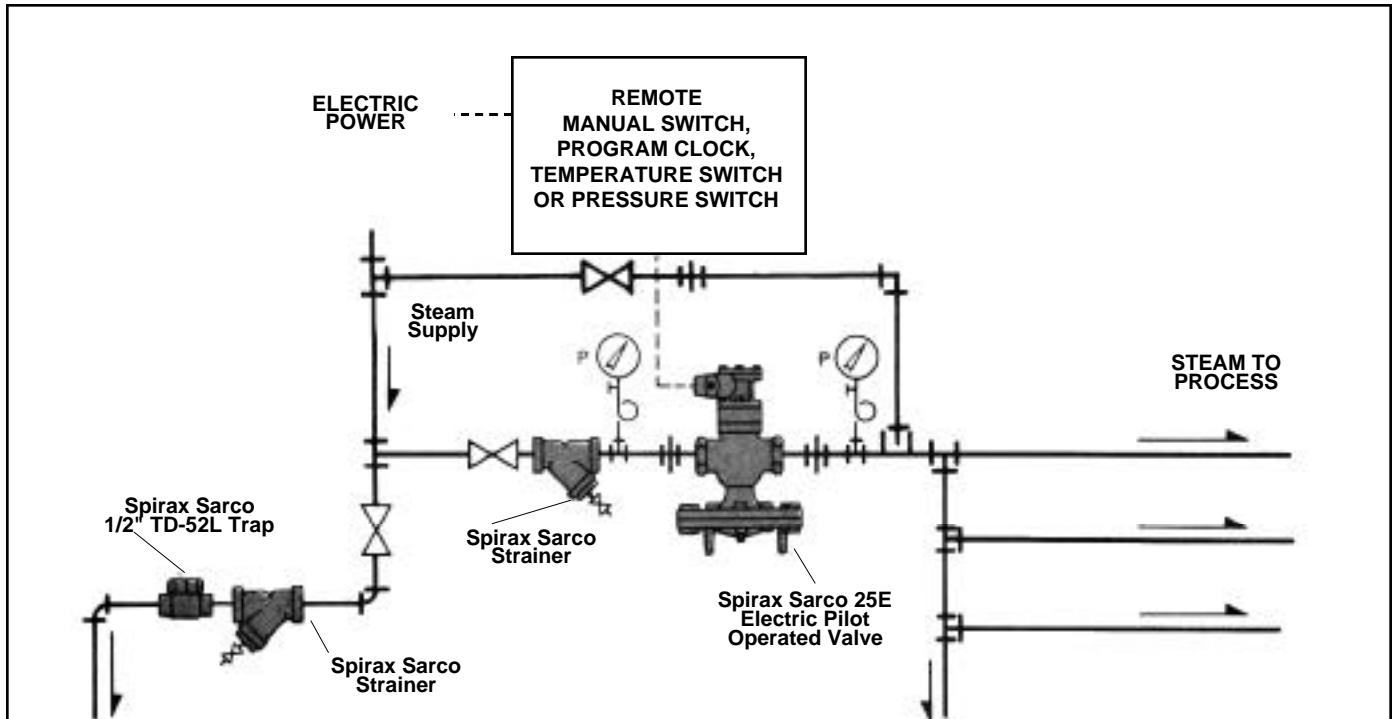 ELECTRIC
POWER
REMOTE
MANUAL SWITCH,
PROGRAM CLOCK,
TEMPERATURE SWITCH
OR PRESSURE SWITCH
Steam
Supply
P
P
STEAM TO
PROCESS
Spirax Sarco
1/2" TD-52L Trap
Spirax Sarco
Strainer
Spirax Sarco 25E
Electric Pilot
Operated Valve
Spirax Sarco
Strainer